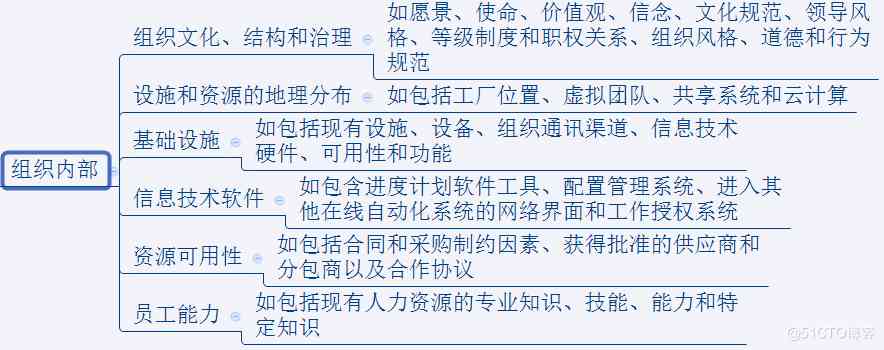 组织内部
组织文化、结构和治理
如愿景、使命、价值观、信念、文化规范、领导风
格、等级制度和职权关系、组织风格、道德和行为
规范
设施和资源的地理分布
如包括工厂位置、虚拟团队、共享系统和云计算
基础设施
如包括现有设施、设备、组织通讯渠道、信息技术
硬件、可用性和功能
信息技术软件
如包含进度计划软件工具、配置管理系统、进入其
他在线自动化系统的网络界面和工作授权系统
资源可用性
如包括合同和采购制约因素、获得批准的供应商和
分包商以及合作协议
员工能力
如包括现有人力资源的专业知识、技能、能力和特
定知识
@51CTO博客